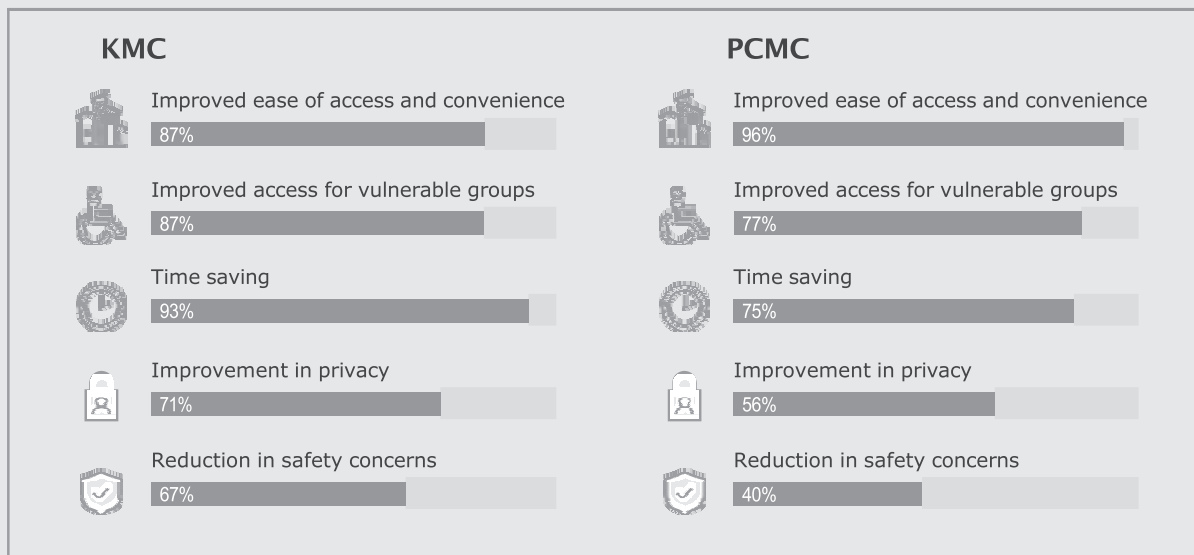 KMC
Improved ease of access and convenience
87%
Improved access for vulnerable groups
87%
Time saving
93%
Improvement in privacy
71%
Reduction in safety concerns
67%
PCMC
Improved ease of access and convenience
96%
Improved access for vulnerable groups
77%
Time saving
75%
Improvement in privacy
56%
Reduction in safety concerns
40%